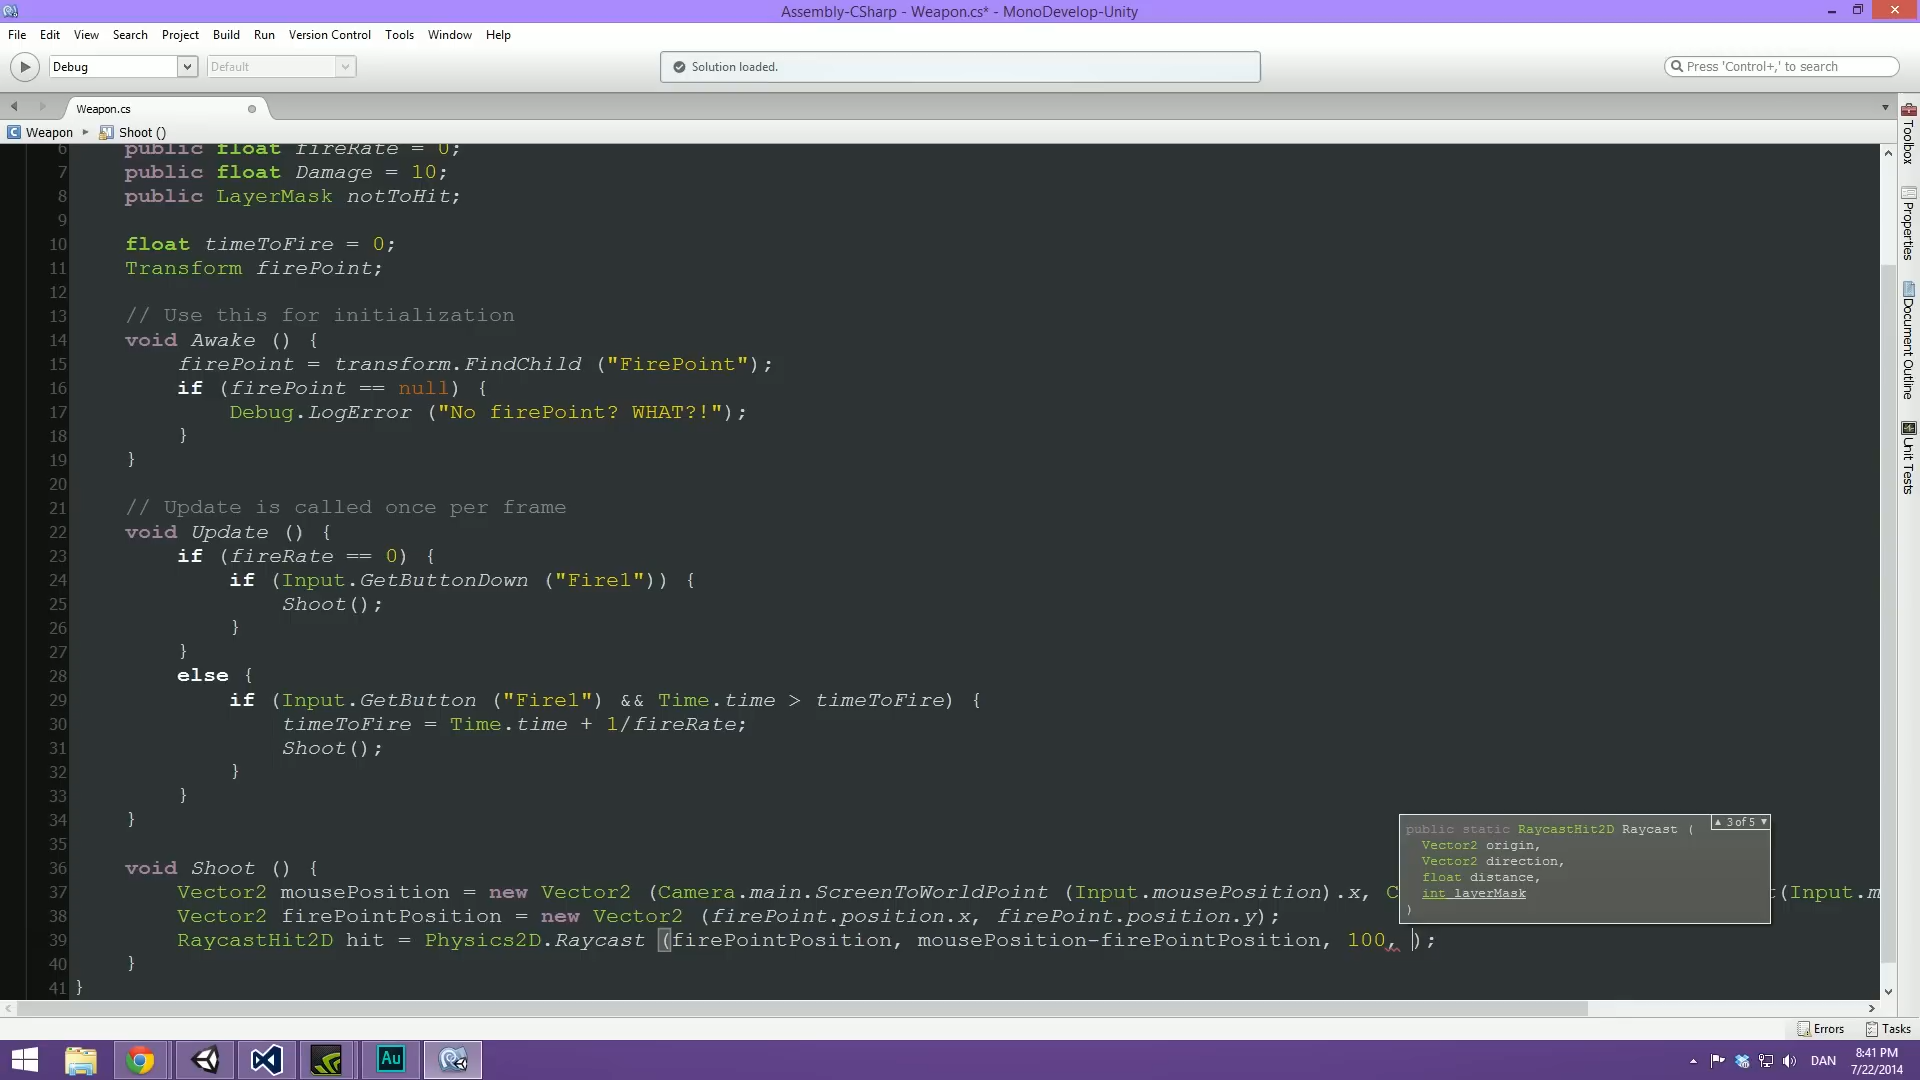 Assembly-CSharp - Weapon.cs* - MonoDevelop-Unity
File Edit View Search Project Build Run Version Control Tools Window Help
Debug Default Solution loaded. Press 'Control+,' to search
Weapon.cs
Weapon Shoot ()
6 public float fireRate = 0;
7 public float Damage = 10;
8 public LayerMask notToHit;
9
10 float timeToFire = 0;
11 Transform firePoint;
12
13 // Use this for initialization
14 void Awake () {
15 firePoint = transform.FindChild ("FirePoint");
16 if (firePoint == null) {
17 Debug.LogError ("No firePoint? WHAT?!");
18 }
19 }
20
21 // Update is called once per frame
22 void Update () {
23 if (fireRate == 0) {
24 if (Input.GetButtonDown ("Fire1")) {
25 Shoot();
26 }
27 }
28 else {
29 if (Input.GetButton ("Fire1") && Time.time > timeToFire) {
30 timeToFire = Time.time + 1/fireRate;
31 Shoot();
32 }
33 }
34 }
35
36 void Shoot () {
37 Vector2 mousePosition = new Vector2 (Camera.main.ScreenToWorldPoint (Input.mousePosition).x, C t(Input.m
38 Vector2 firePointPosition = new Vector2 (firePoint.position.x, firePoint.position.y);
39 RaycastHit2D hit = Physics2D.Raycast (firePointPosition, mousePosition-firePointPosition, 100, );
40 }
41 }
public static RaycastHit2D Raycast (
3 of 5
Vector2 origin,
Vector2 direction,
float distance,
int layerMask
)
Toolbox
Properties
Document Outline
Unit Tests
Errors Tasks
Au
DAN
8:41 PM
7/22/2014